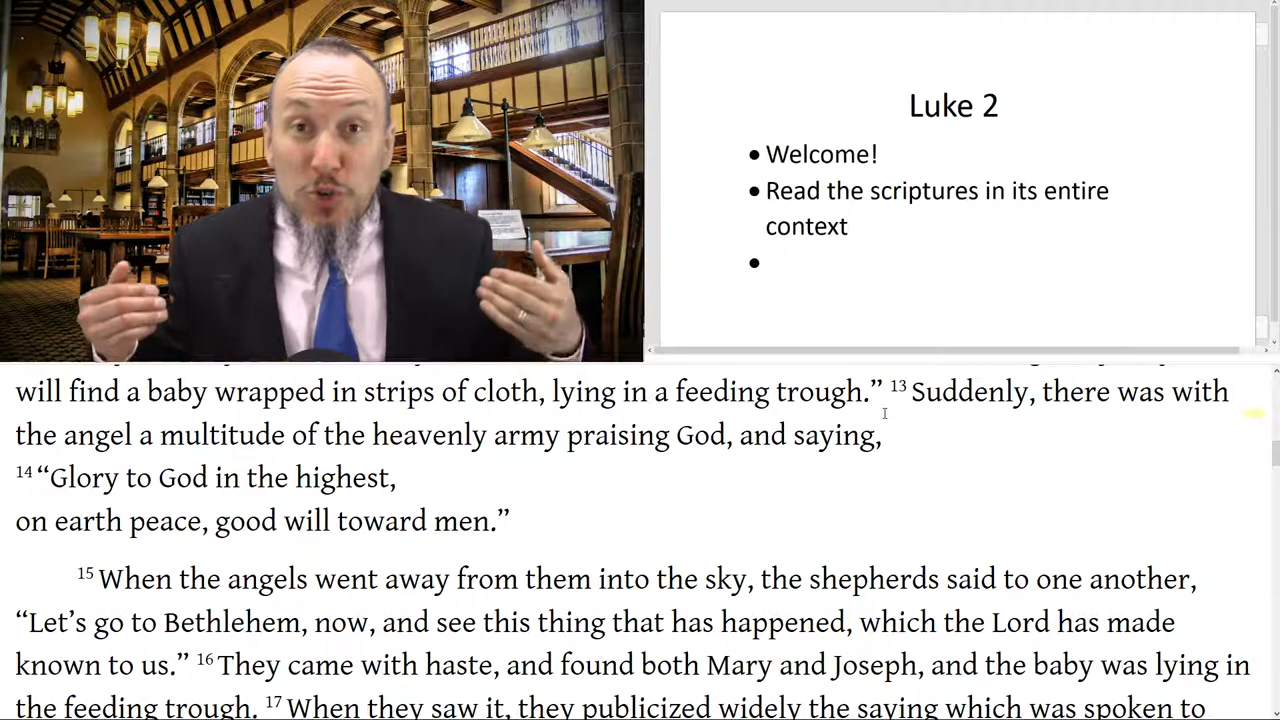 Luke 2
• Welcome!
• Read the scriptures in its entire
context
•
will find a baby wrapped in strips of cloth, lying in a feeding trough.” 13 Suddenly, there was with
the angel a multitude of the heavenly army praising God, and saying,
14 “Glory to God in the highest,
on earth peace, good will toward men.”
15 When the angels went away from them into the sky, the shepherds said to one another,
“Let’s go to Bethlehem, now, and see this thing that has happened, which the Lord has made
known to us.” 16 They came with haste, and found both Mary and Joseph, and the baby was lying in
the feeding trough. 17 When they saw it, they publicized widely the saying which was spoken to